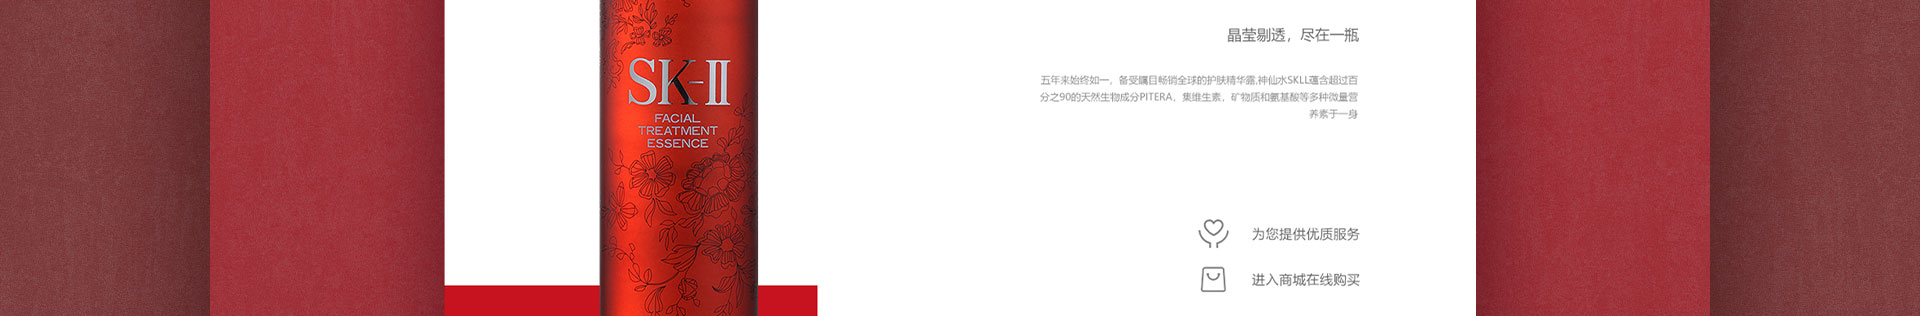 SK-II
FACIAL
TREATMENT
ESSENCE
晶莹剔透，尽在一瓶
五年来始终如一，备受瞩目畅销全球的护肤精华露,神仙水SKLL蕴含超过百
分之90的天然生物成分PITERA，集维生素，矿物质和氨基酸等多种微量营
养素于一身
为您提供优质服务
进入商城在线购买